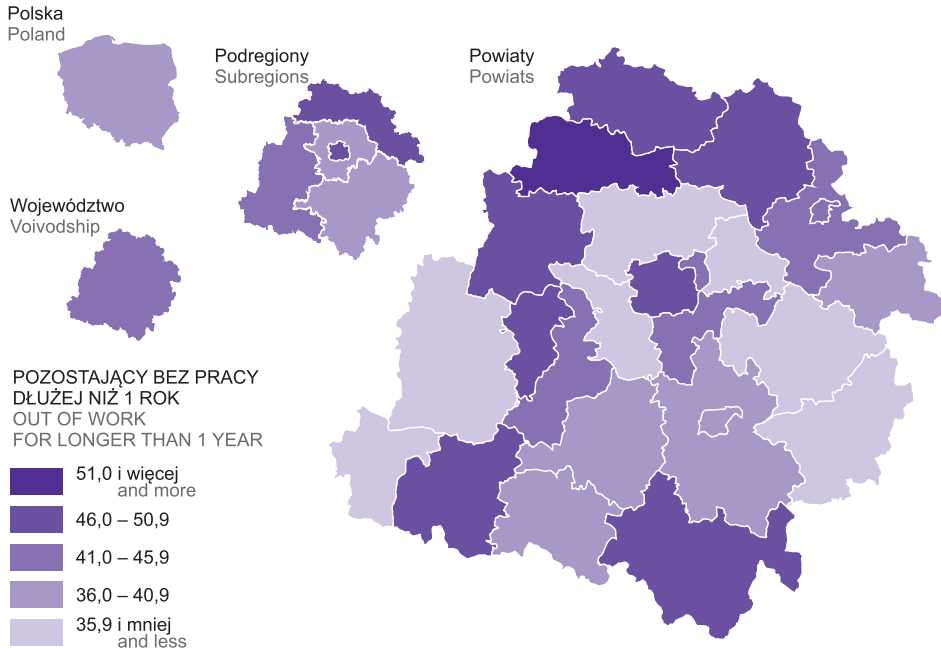 Polska
Poland
Podregiony
Subregions
Powiaty
Powiats
Województwo
Voivodship
POZOSTAJĄCY BEZ PRACY
DŁUŻEJ NIŻ 1 ROK
OUT OF WORK
FOR LONGER THAN 1 YEAR
51,0 i więcej
and more
46,0 – 50,9
41,0 – 45,9
36,0 – 40,9
35,9 i mniej
and less